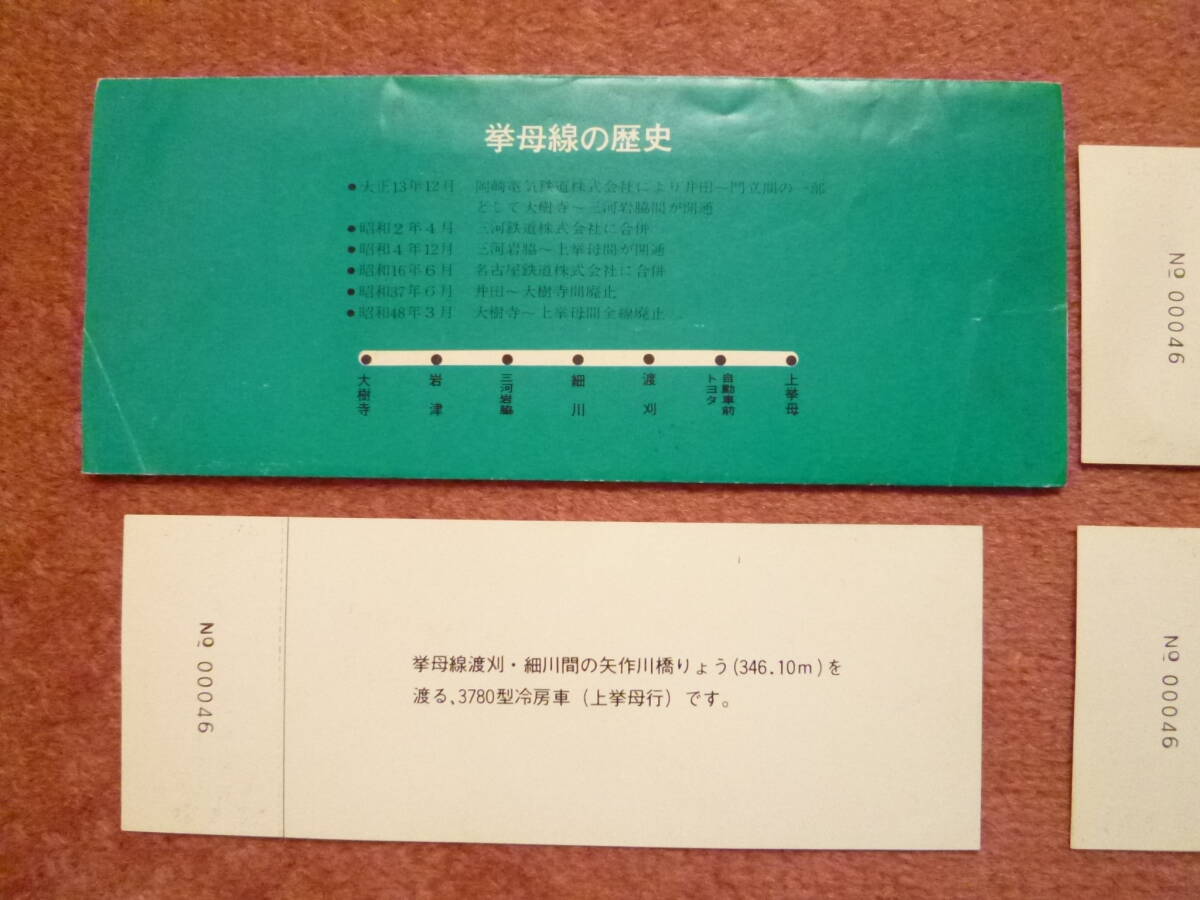 挙母線の歴史
●大正13年12月 岡崎電気鉄道株式会社により井田〜門立間の一部
として大樹寺〜三河岩脇間が開通
●昭和2年4月 三河鉄道株式会社に合併
●昭和4年12月 三河岩脇〜上挙母間が開通
●昭和16年6月 名古屋鉄道株式会社に合併
●昭和37年6月 井田〜大樹寺間廃止
●昭和48年3月 大樹寺〜上挙母間全線廃止
大樹寺
岩津
三河岩脇
細川
渡刈
トヨタ
自動車前
上挙母
No 00046
挙母線渡刈・細川間の矢作川橋りょう(346.10m)を
渡る、3780型冷房車(上挙母行)です。
No 00046
No 00046